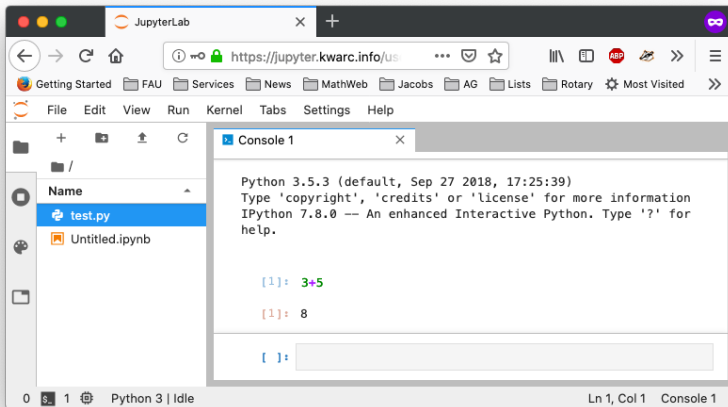 JupyterLab
https://jupyter.kwarc.info/us
ABP
Getting Started FAU Services News MathWeb Jacobs AG Lists Rotary Most Visited
File Edit View Run Kernel Tabs Settings Help
Console 1
/
Name
test.py
Untitled.ipynb
Python 3.5.3 (default, Sep 27 2018, 17:25:39)
Type 'copyright', 'credits' or 'license' for more information
IPython 7.8.0 -- An enhanced Interactive Python. Type '?' for
help.
[1]: 3+5
[1]: 8
[ ]:
0 $_ 1 Python 3 | Idle Ln 1, Col 1 Console 1